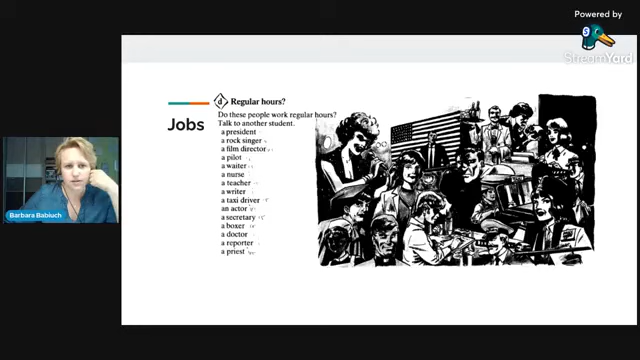 Powered by
StreamYard
d Regular hours?
Do these people work regular hours?
Talk to another student.
Jobs
a president
a rock singer
a film director
a pilot
a waiter
a nurse
a teacher
a writer
a taxi driver
an actor
a secretary
a boxer
a doctor
a reporter
a priest
Barbara Babiuch